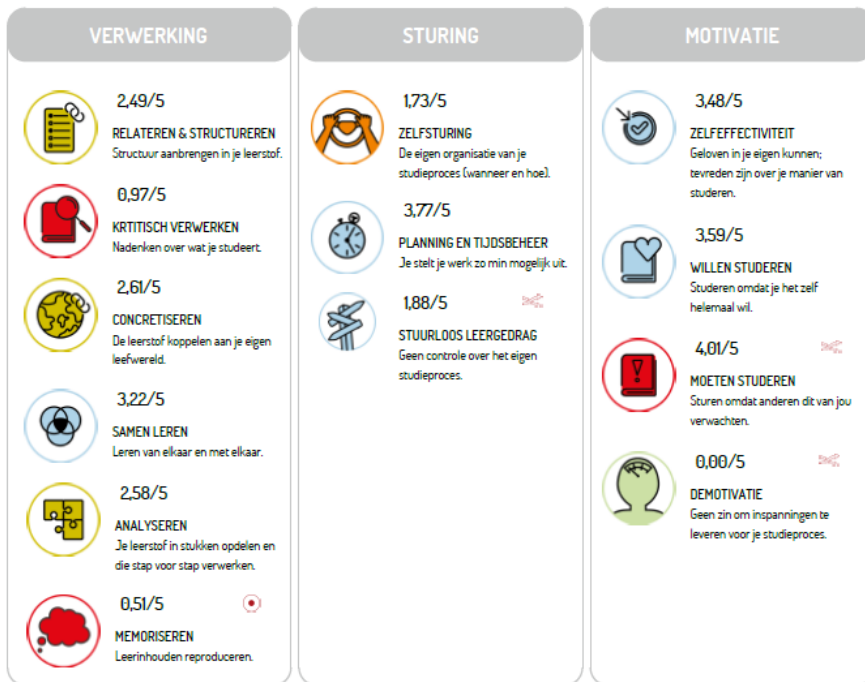 VERWERKING
2,49/5
RELATEREN & STRUCTUREREN
Structuur aanbrengen in je leerstof.
0,97/5
KRTITISCH VERWERKEN
Nadenken over wat je studeert.
2,61/5
CONCRETISEREN
De leerstof koppelen aan je eigen
leefwereld.
3,22/5
SAMEN LEREN
Leren van elkaar en met elkaar.
2,58/5
ANALYSEREN
Je leerstof in stukken opdelen en
die stap voor stap verwerken.
0,51/5
MEMORISEREN
Leerinhouden reproduceren.
STURING
1,73/5
ZELFSTURING
De eigen organisatie van je
studieproces (wanneer en hoe).
3,77/5
PLANNING EN TIJDSBEHEER
Je stelt je werk zo min mogelijk uit.
1,88/5
STUURLOOS LEERGEDRAG
Geen controle over het eigen
studieproces.
MOTIVATIE
3,48/5
ZELFEFFECTIVITEIT
Geloven in je eigen kunnen;
tevreden zijn over je manier van
studeren.
3,59/5
WILLEN STUDEREN
Studeren omdat je het zelf
helemaal wil.
4,01/5
MOETEN STUDEREN
Sturen omdat anderen dit van jou
verwachten.
0,00/5
DEMOTIVATIE
Geen zin om inspanningen te
leveren voor je studieproces.